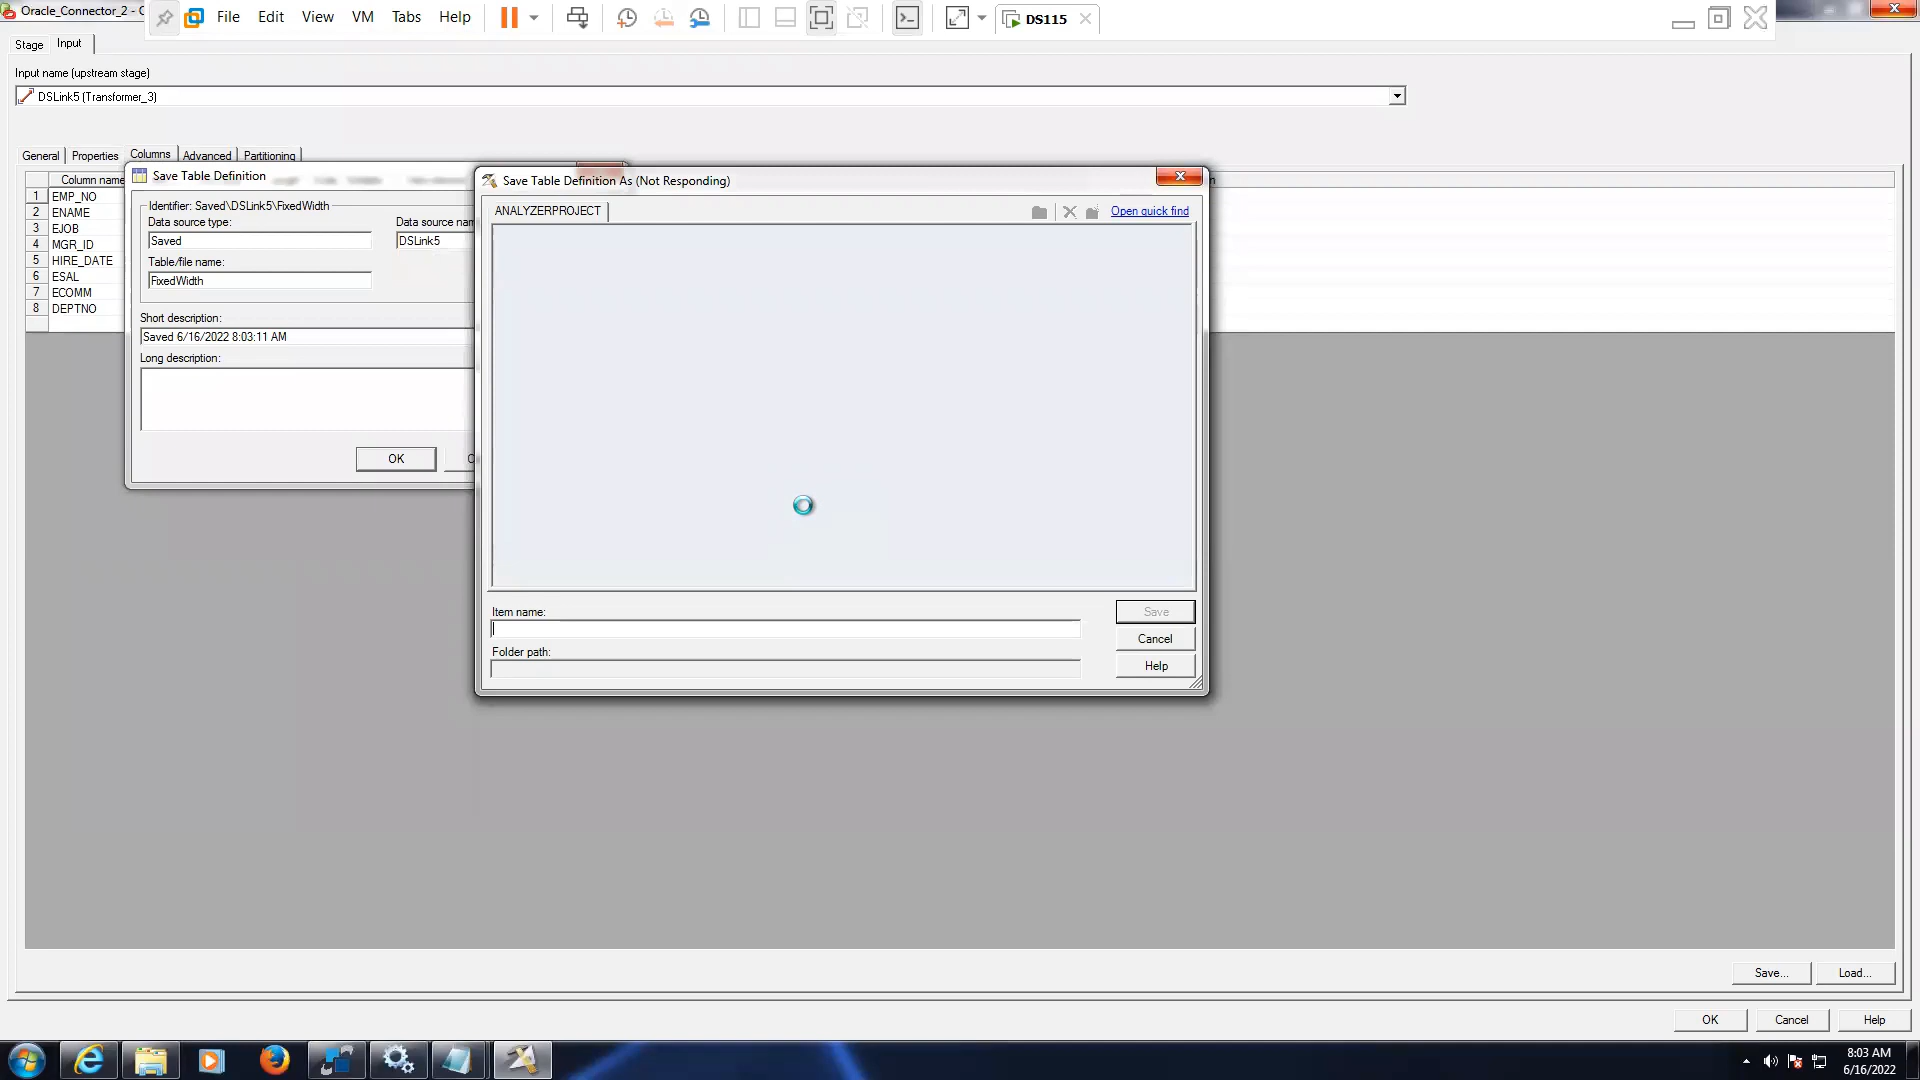 Oracle_Connector_2 - C
File Edit View VM Tabs Help
DS115
Stage Input
Input name (upstream stage)
DSLink5 (Transformer_3)
General Properties Columns Advanced Partitioning
Column name
1 EMP_NO
2 ENAME
3 EJOB
4 MGR_ID
5 HIRE_DATE
6 ESAL
7 ECOMM
8 DEPTNO
Save Table Definition
Identifier: Saved\DSLink5\FixedWidth
Data source type:
Saved
Data source nam
DSLink5
Table/file name:
FixedWidth
Short description:
Saved 6/16/2022 8:03:11 AM
Long description:
OK
Save Table Definition As (Not Responding)
ANALYZERPROJECT
Open quick find
Item name:
Folder path:
Save
Cancel
Help
Save... Load...
OK Cancel Help
8:03 AM
6/16/2022